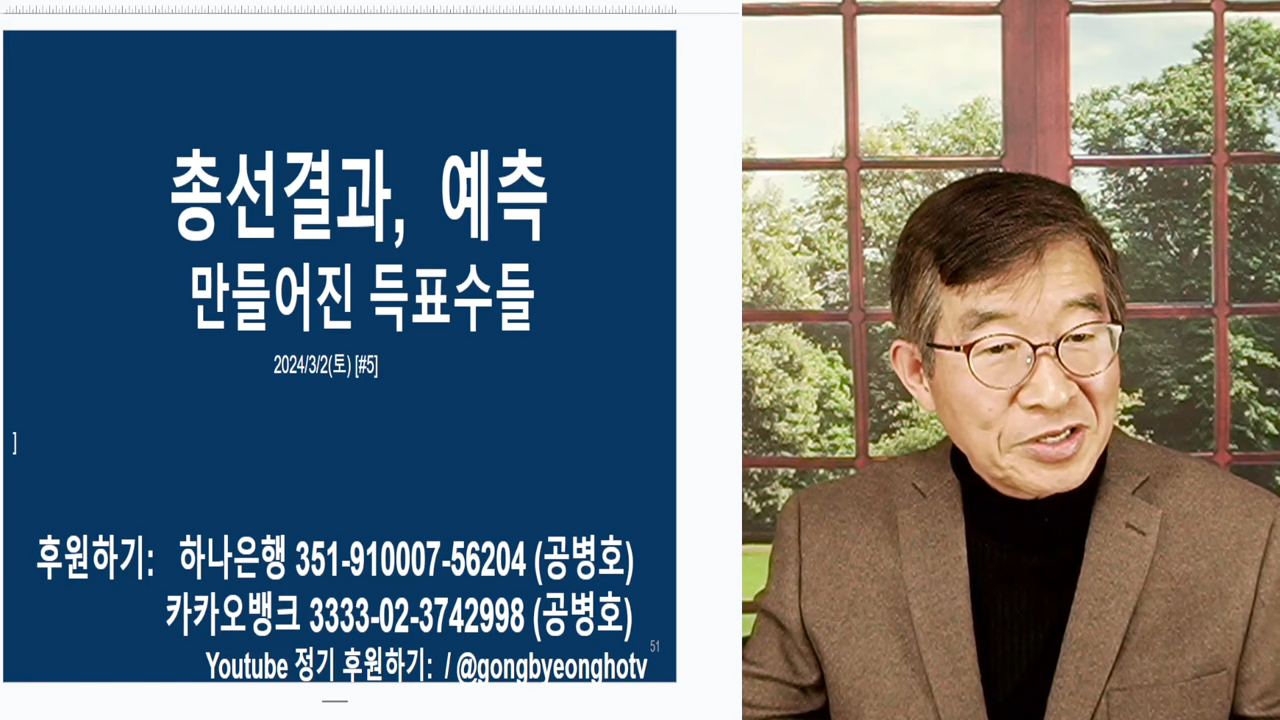 총선결과, 예측
만들어진 득표수들
2024/3/2(토) [#5]
]
후원하기: 하나은행 351-910007-56204 (공병호)
카카오뱅크 3333-02-3742998 (공병호)
51
Youtube 정기 후원하기: / @gongbyeonghotv